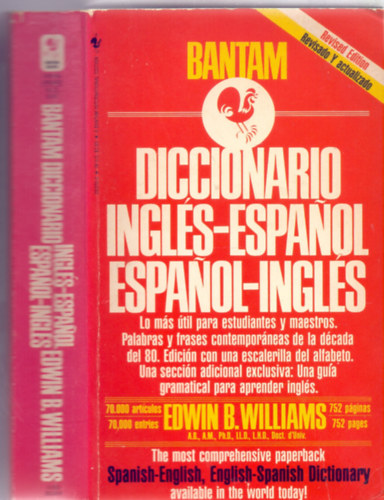 BANTAM
Revised Edition
Revisado Y actualizado
DICCIONARIO
INGLÉS-ESPAÑOL
ESPAÑOL-INGLÉS
Lo más útil para estudiantes y maestros.
Palabras y frases contemporáneas de la década
del 80. Edición con una escalerilla del alfabeto.
Una sección adicional exclusiva: Una guía
gramatical para aprender inglés.
70.000 artículos EDWIN B. WILLIAMS 752 páginas
70,000 entries A.B., A.M., Ph.D., LL.D., L.H.D., Doct. d'Univ. 752 pages
The most comprehensive paperback
Spanish-English, English-Spanish Dictionary
available in the world today!
BANTAM DICCIONARIO INGLÉS-ESPAÑOL
ESPAÑOL-INGLÉS EDWIN B. WILLIAMS